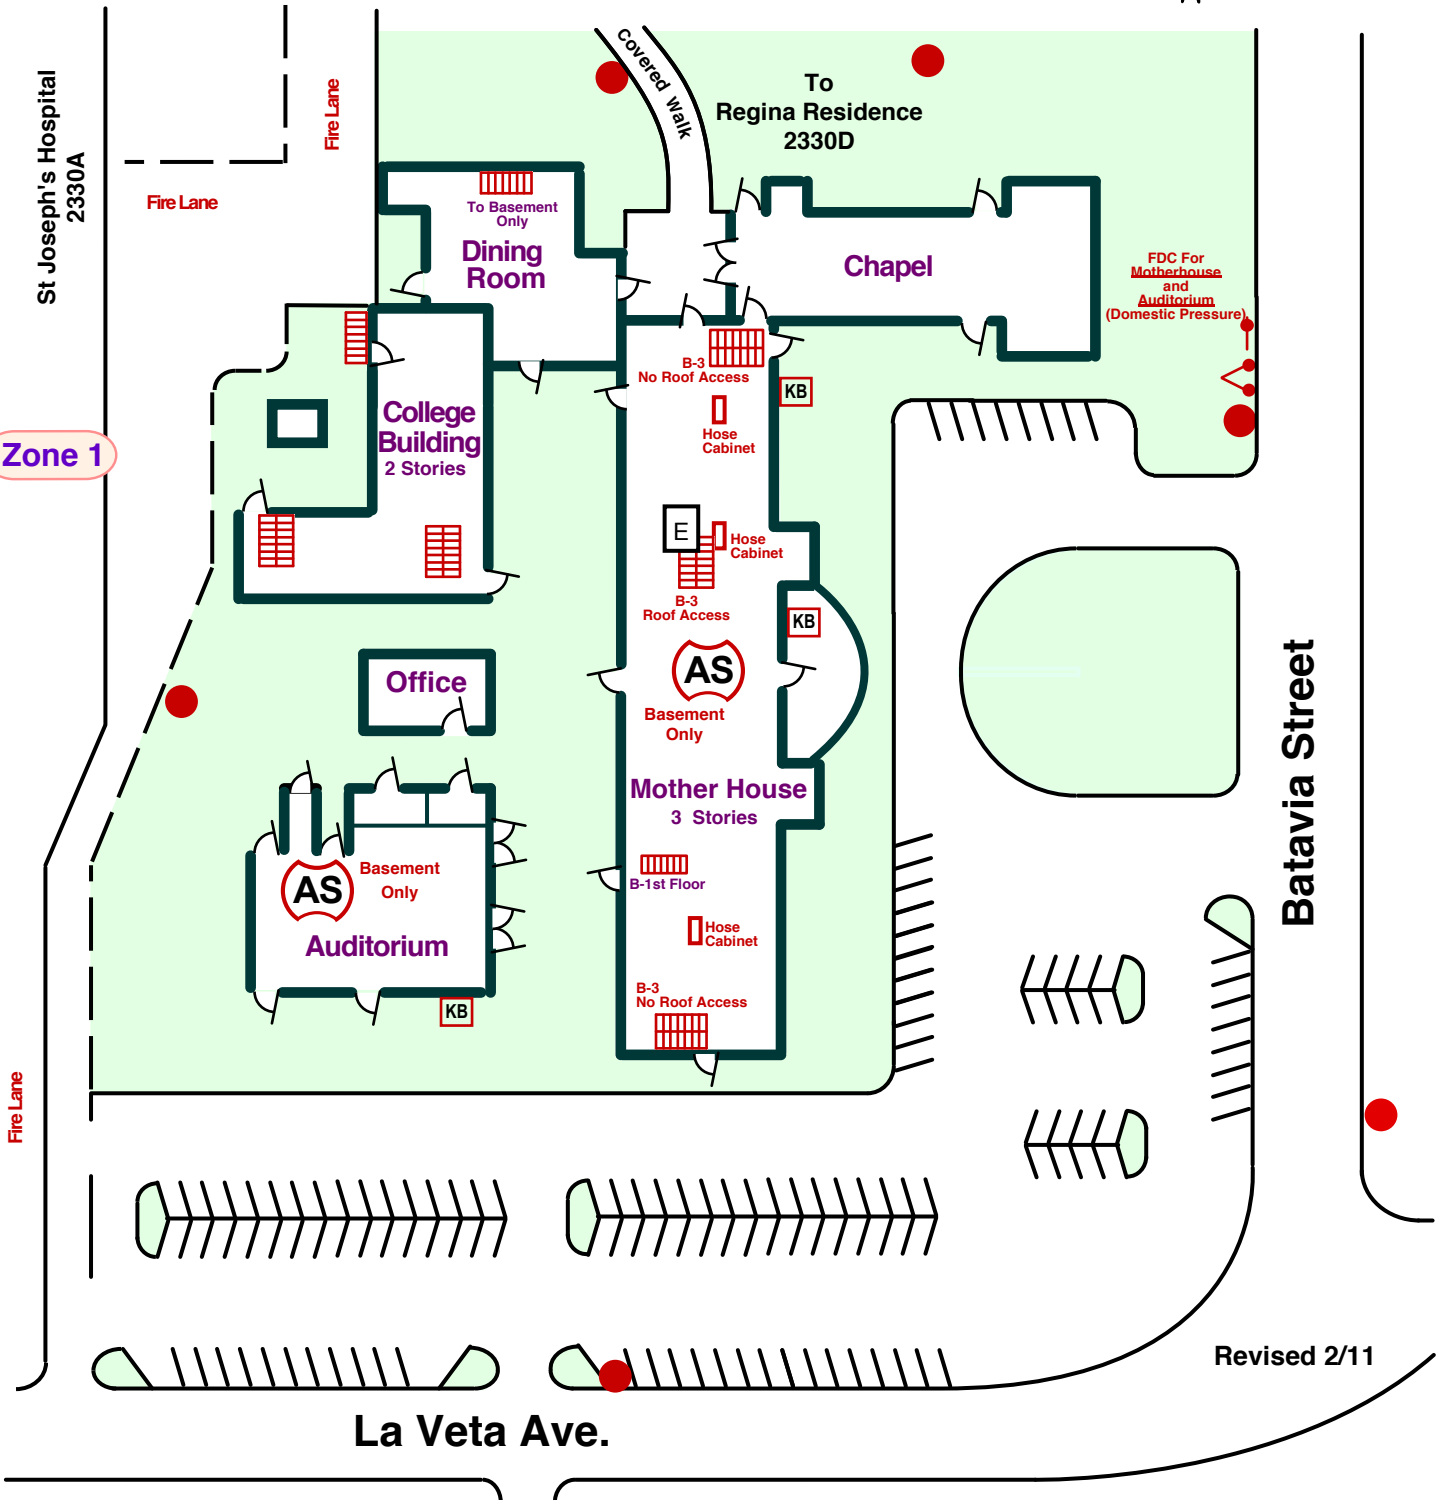 St Joseph's Hospital
2330A
Fire Lane
Fire Lane
Covered Walk
To
Regina Residence
2330D
To Basement
Only
Dining
Room
Chapel
FDC For
Motherhouse
and
Auditorium
(Domestic Pressure)
B-3
No Roof Access
KB
Hose
Cabinet
College
Building
2 Stories
Zone 1
E
Hose
Cabinet
B-3
Roof Access
KB
AS
Basement
Only
Office
Mother House
3 Stories
Batavia Street
AS
Basement
Only
B-1st Floor
Auditorium
Hose
Cabinet
B-3
No Roof Access
KB
Fire Lane
Revised 2/11
La Veta Ave.